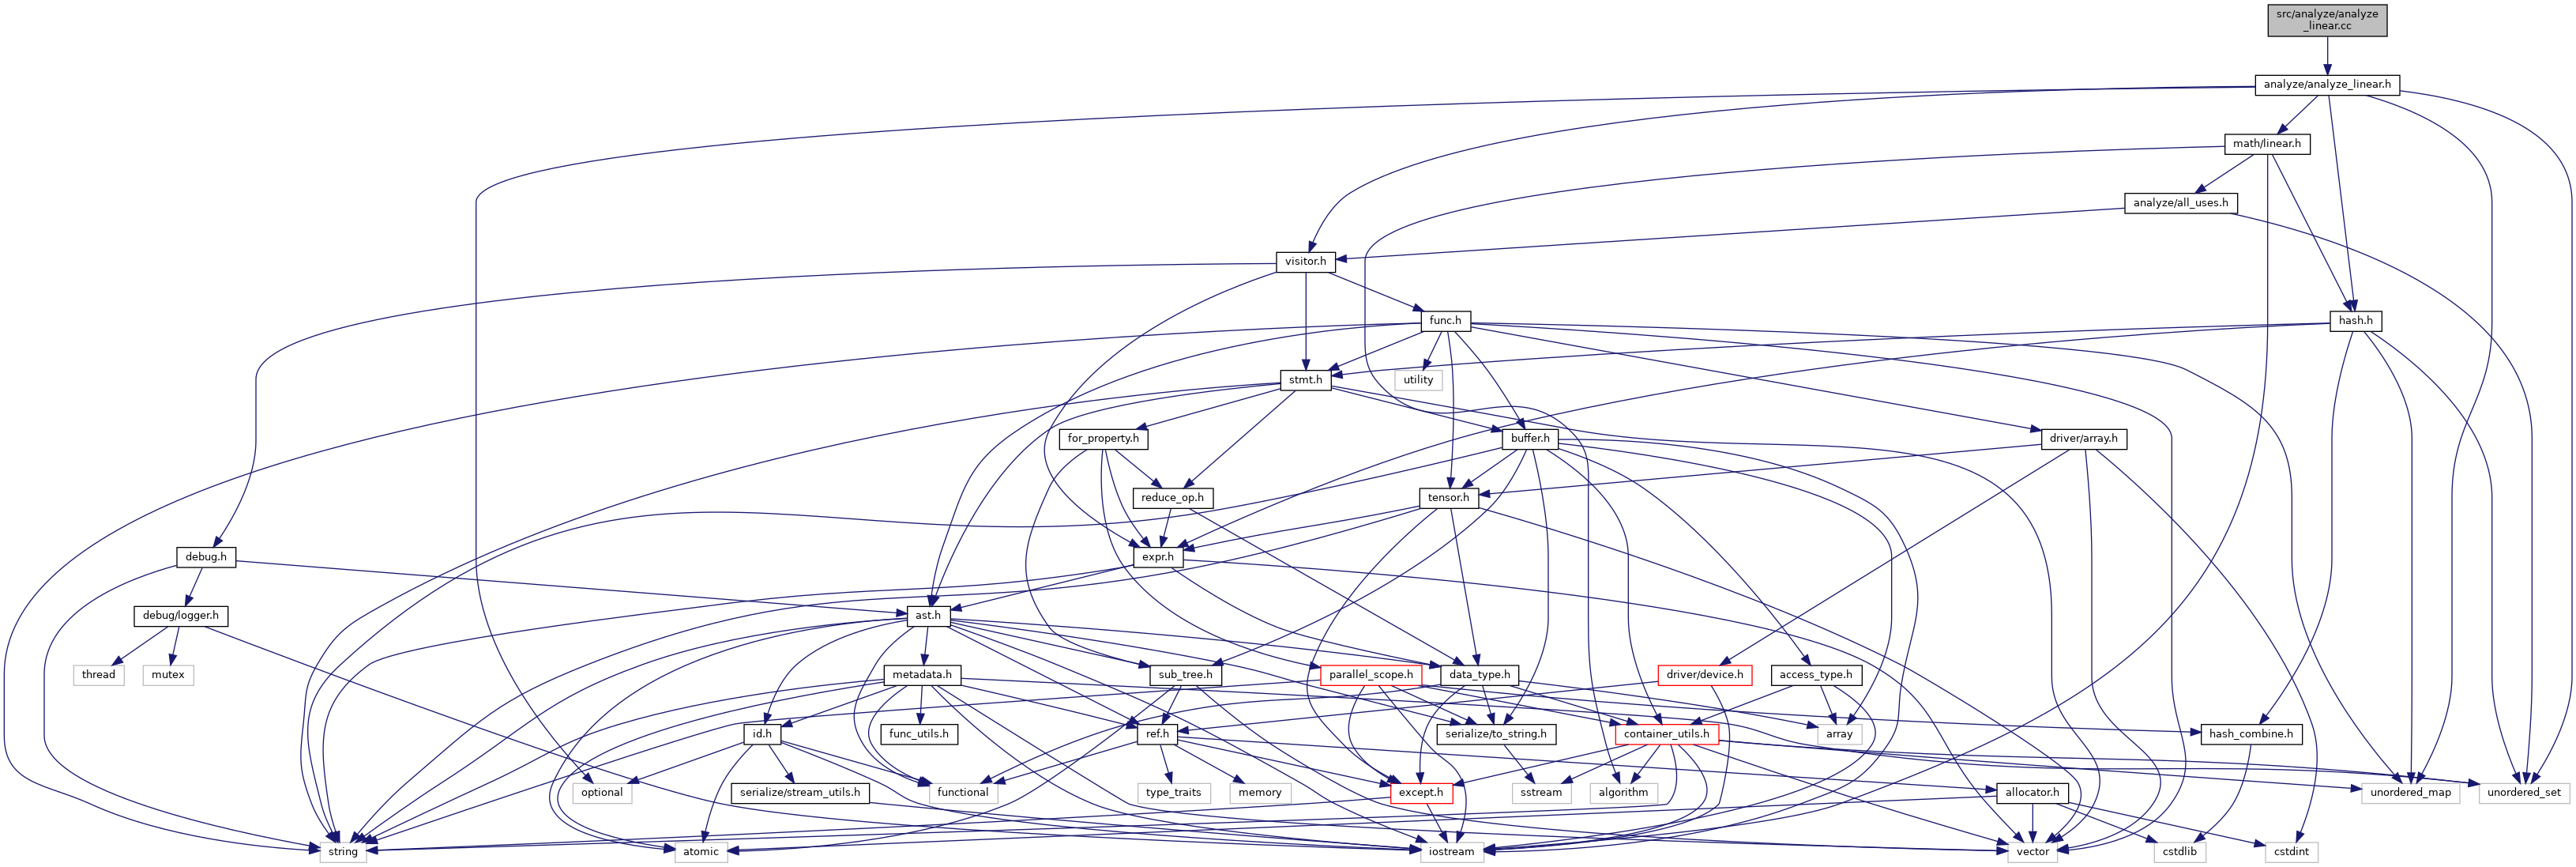 src/analyze/analyze
_linear.cc
analyze/analyze_linear.h
math/linear.h
analyze/all_uses.h
visitor.h
func.h
hash.h
stmt.h
utility
for_property.h
buffer.h
driver/array.h
reduce_op.h
tensor.h
debug.h
expr.h
debug/logger.h
ast.h
thread
mutex
metadata.h
sub_tree.h
parallel_scope.h
data_type.h
driver/device.h
access_type.h
id.h
func_utils.h
ref.h
serialize/to_string.h
container_utils.h
array
hash_combine.h
optional
serialize/stream_utils.h
functional
type_traits
memory
except.h
sstream
algorithm
allocator.h
unordered_map
unordered_set
string
atomic
iostream
vector
cstdlib
cstdint